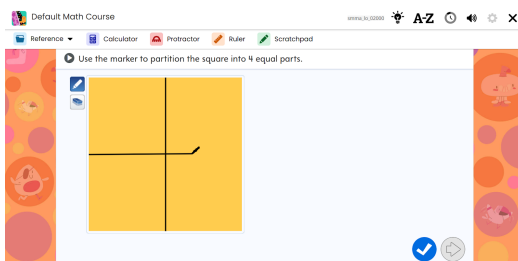 Default Math Course
A-Z
Reference
Calculator
Protractor
Ruler
Scratchpad
Use the marker to partition the square into 4 equal parts.